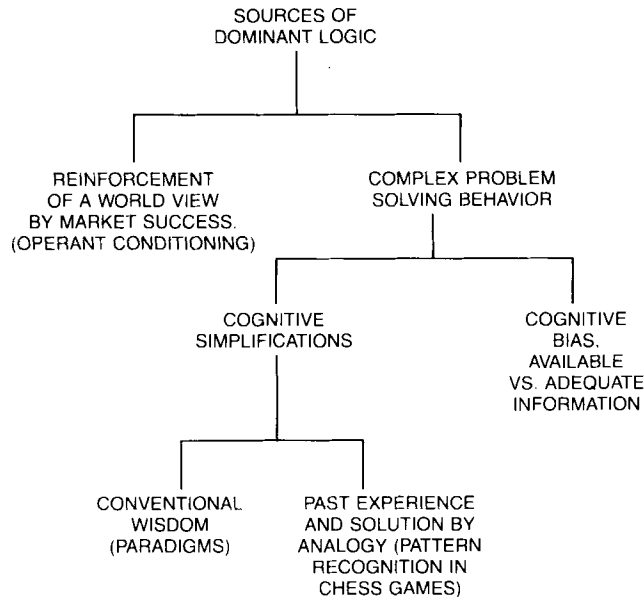 SOURCES OF
DOMINANT LOGIC
REINFORCEMENT
OF A WORLD VIEW
BY MARKET SUCCESS.
(OPERANT CONDITIONING)
COMPLEX PROBLEM
SOLVING BEHAVIOR
COGNITIVE
SIMPLIFICATIONS
COGNITIVE
BIAS,
AVAILABLE
VS. ADEQUATE
INFORMATION
CONVENTIONAL
WISDOM
(PARADIGMS)
PAST EXPERIENCE
AND SOLUTION BY
ANALOGY (PATTERN
RECOGNITION IN
CHESS GAMES)